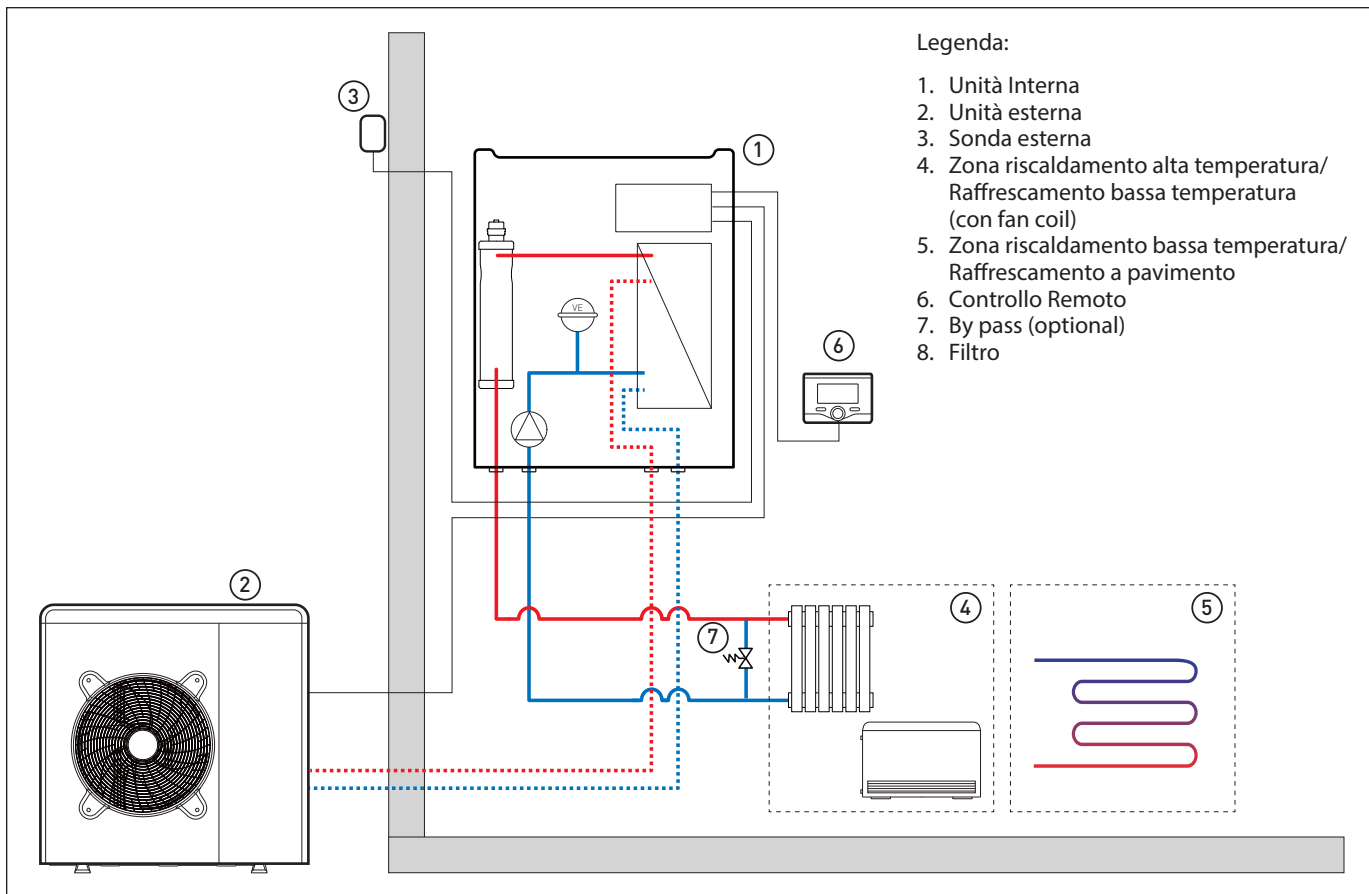 Legenda:
1. Unità Interna
2. Unità esterna
3. Sonda esterna
4. Zona riscaldamento alta temperatura/
Raffrescamento bassa temperatura
(con fan coil)
5. Zona riscaldamento bassa temperatura/
Raffrescamento a pavimento
6. Controllo Remoto
7. By pass (optional)
8. Filtro
3
1
VE
6
2
7
4
5